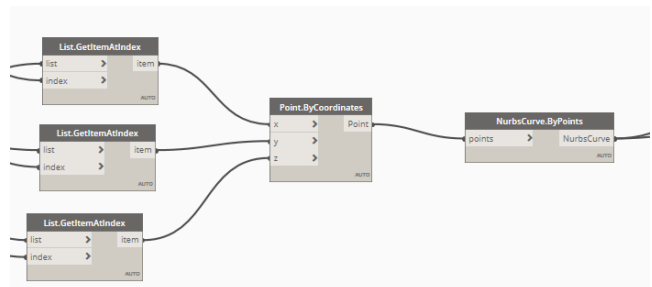 List.GetItemAtIndex
list > item
index >
AUTO
List.GetItemAtIndex
list > item
index >
AUTO
List.GetItemAtIndex
list > item
index >
AUTO
Point.ByCoordinates
x > Point
y >
z >
AUTO
NurbsCurve.ByPoints
points > NurbsCurve
AUTO